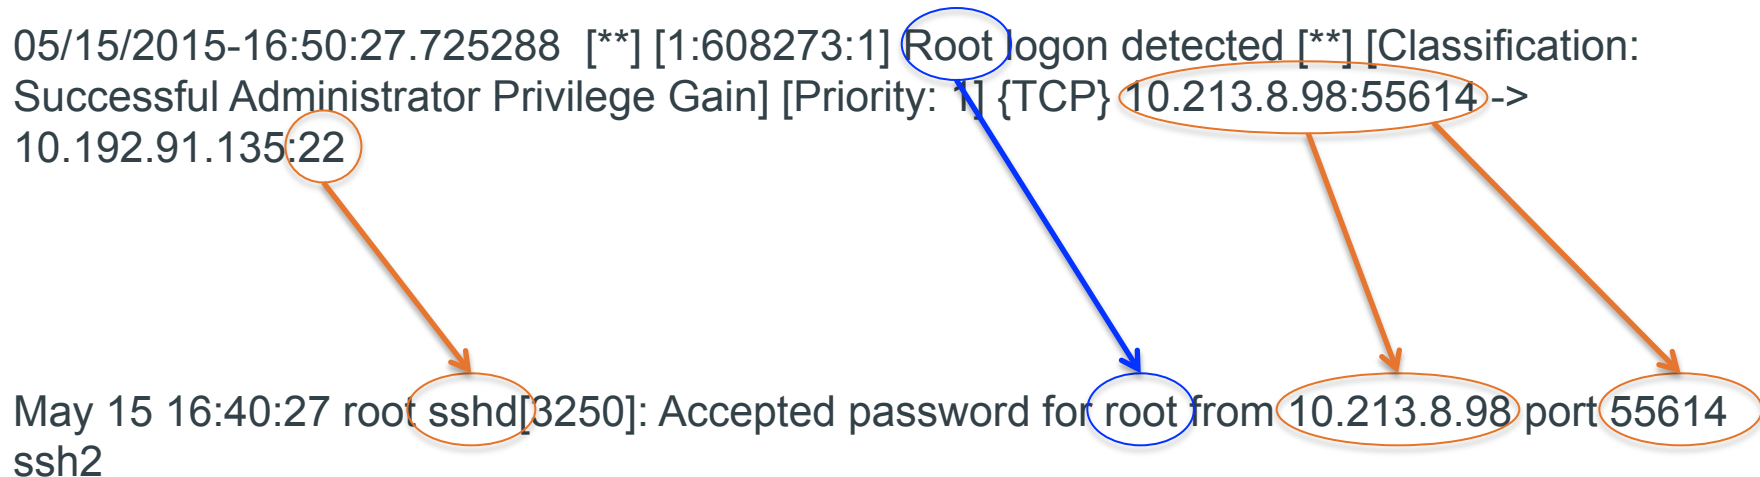 05/15/2015-16:50:27.725288  [**] [1:608273:1] Root logon detected [**] [Classification:
Successful Administrator Privilege Gain] [Priority: 1] {TCP} 10.213.8.98:55614 ->
10.192.91.135:22
May 15 16:40:27 root sshd[3250]: Accepted password for root from 10.213.8.98 port 55614
ssh2